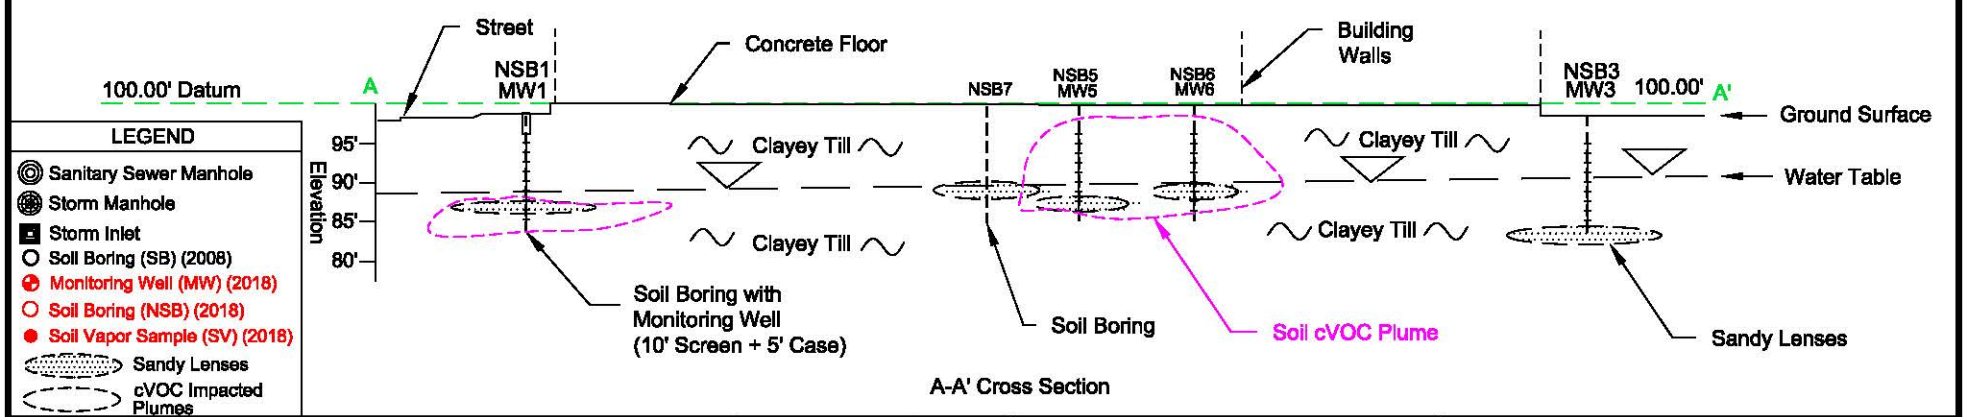 Street
Concrete Floor
Building
Walls
100.00' Datum
A
NSB1
MW1
NSB7
NSB5
MW5
NSB6
MW6
NSB3
MW3
100.00'
A'
Ground Surface
LEGEND
Sanitary Sewer Manhole
Storm Manhole
Storm Inlet
Soil Boring (SB) (2008)
Monitoring Well (MW) (2018)
Soil Boring (NSB) (2018)
Soil Vapor Sample (SV) (2018)
Sandy Lenses
cVOC Impacted
Plumes
Elevation
95'
90'
85'
80'
Clayey Till
Clayey Till
Clayey Till
Clayey Till
Water Table
Soil Boring with
Monitoring Well
(10' Screen + 5' Case)
Soil Boring
Soil cVOC Plume
Sandy Lenses
A-A' Cross Section